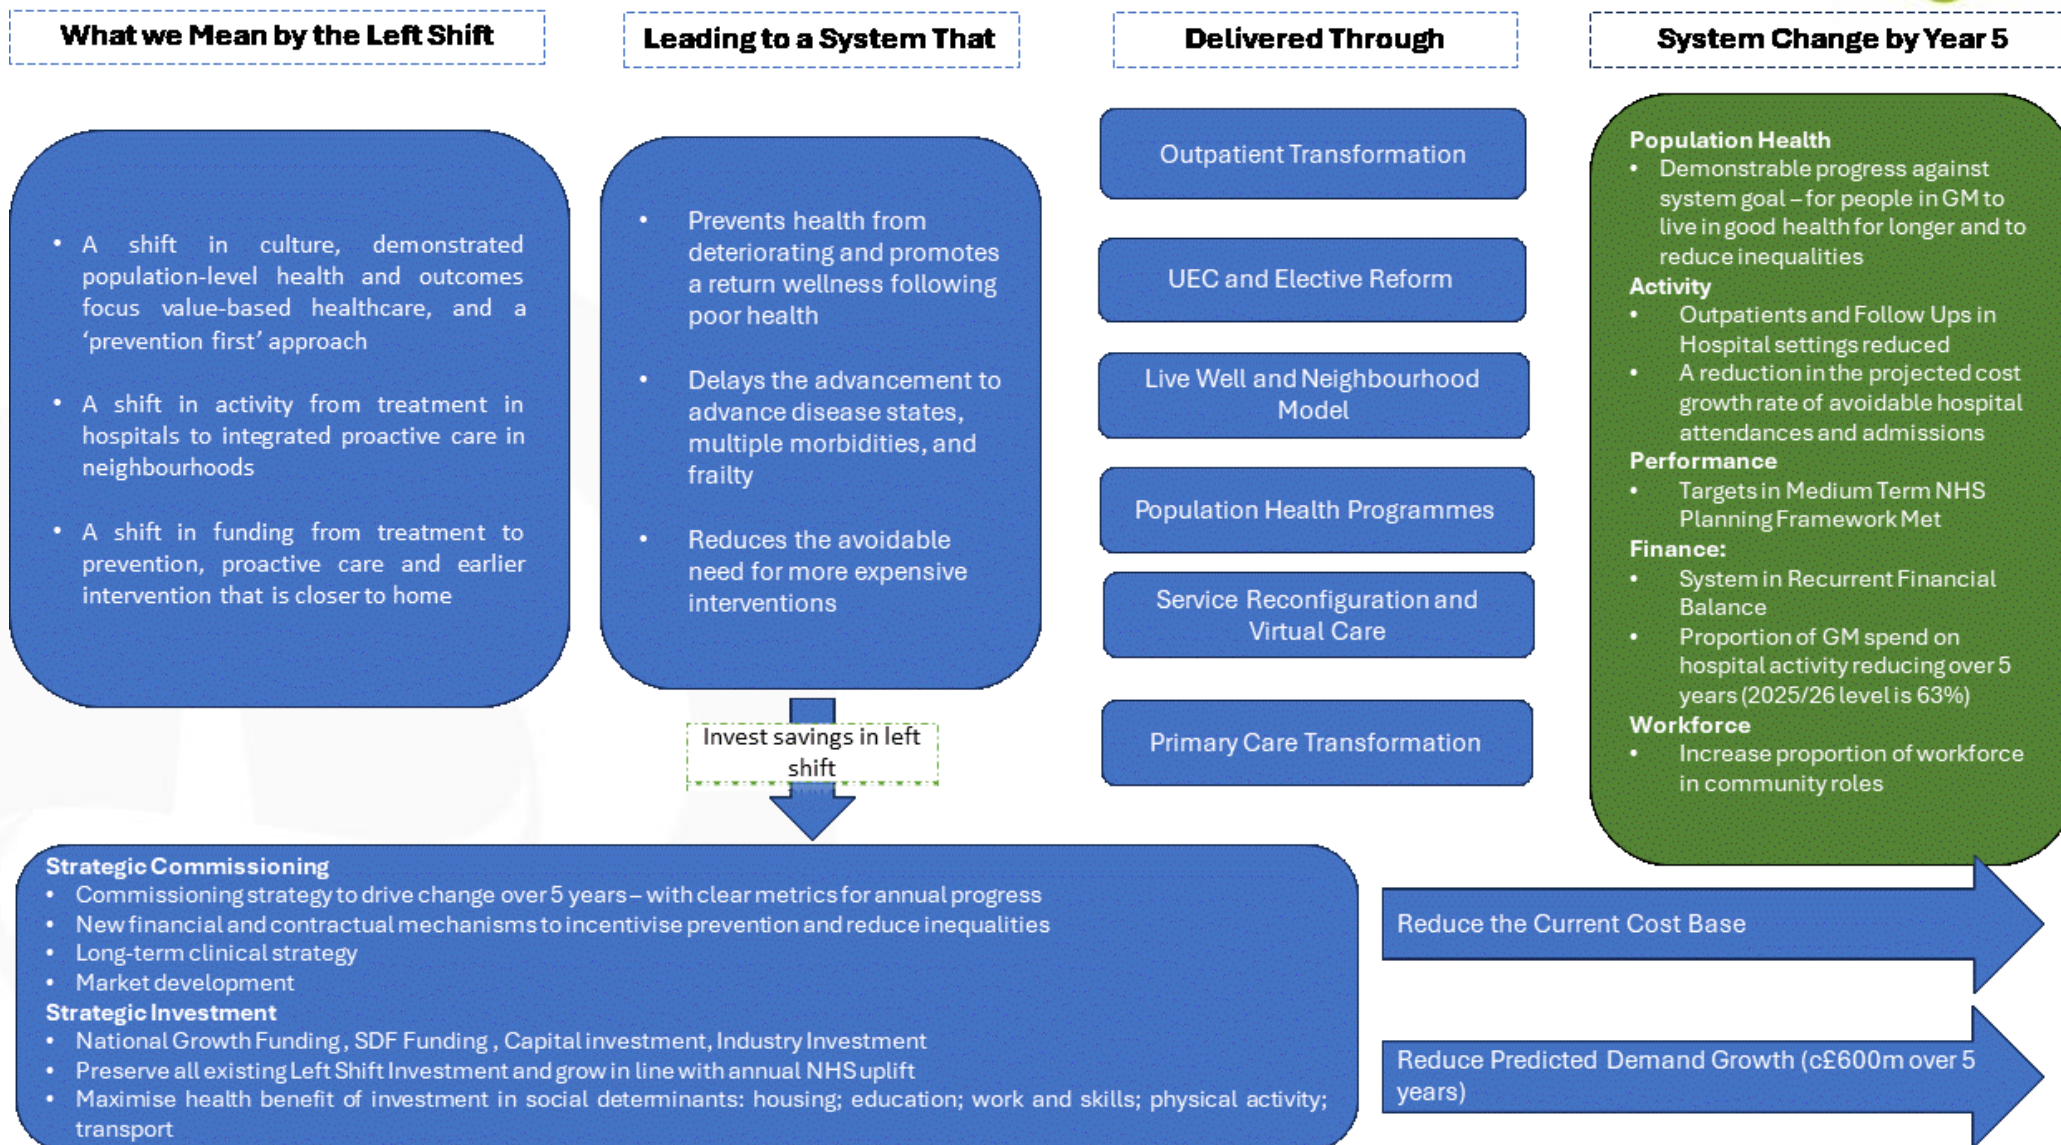 What we Mean by the Left Shift
Leading to a System That
Delivered Through
System Change by Year 5
• A shift in culture, demonstrated
population-level health and outcomes
focus value-based healthcare, and a
‘prevention first’ approach
• A shift in activity from treatment in
hospitals to integrated proactive care in
neighbourhoods
• A shift in funding from treatment to
prevention, proactive care and earlier
intervention that is closer to home
• Prevents health from
deteriorating and promotes
a return wellness following
poor health
• Delays the advancement to
advance disease states,
multiple morbidities, and
frailty
• Reduces the avoidable
need for more expensive
interventions
Invest savings in left
shift
Outpatient Transformation
UEC and Elective Reform
Live Well and Neighbourhood
Model
Population Health Programmes
Service Reconfiguration and
Virtual Care
Primary Care Transformation
Population Health
• Demonstrable progress against
system goal – for people in GM to
live in good health for longer and to
reduce inequalities
Activity
• Outpatients and Follow Ups in
Hospital settings reduced
• A reduction in the projected cost
growth rate of avoidable hospital
attendances and admissions
Performance
• Targets in Medium Term NHS
Planning Framework Met
Finance:
• System in Recurrent Financial
Balance
• Proportion of GM spend on
hospital activity reducing over 5
years (2025/26 level is 63%)
Workforce
• Increase proportion of workforce
in community roles
Strategic Commissioning
• Commissioning strategy to drive change over 5 years – with clear metrics for annual progress
• New financial and contractual mechanisms to incentivise prevention and reduce inequalities
• Long-term clinical strategy
• Market development
Strategic Investment
• National Growth Funding , SDF Funding , Capital investment, Industry Investment
• Preserve all existing Left Shift Investment and grow in line with annual NHS uplift
• Maximise health benefit of investment in social determinants: housing; education; work and skills; physical activity;
transport
Reduce the Current Cost Base
Reduce Predicted Demand Growth (c£600m over 5
years)